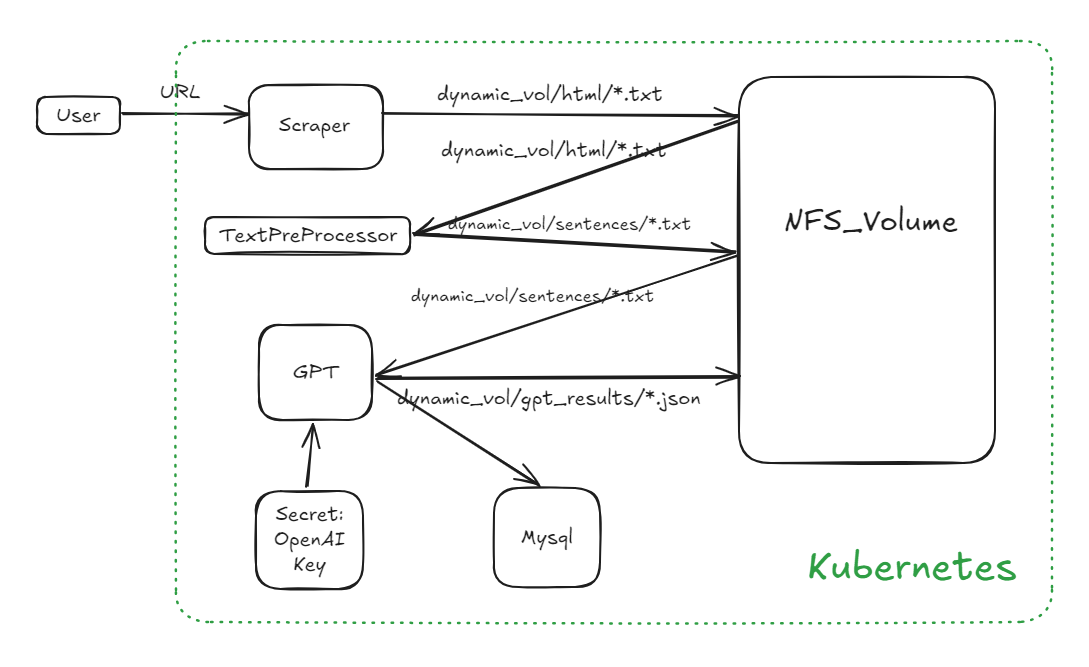 URL
User
Scraper
dynamic_vol/html/*.txt
dynamic_vol/html/*.txt
NFS_Volume
TextPreProcessor
dynamic_vol/sentences/*.txt
dynamic_vol/sentences/*.txt
GPT
dynamic_vol/gpt_results/*.json
Secret:
OpenAI
Key
Mysql
Kubernetes